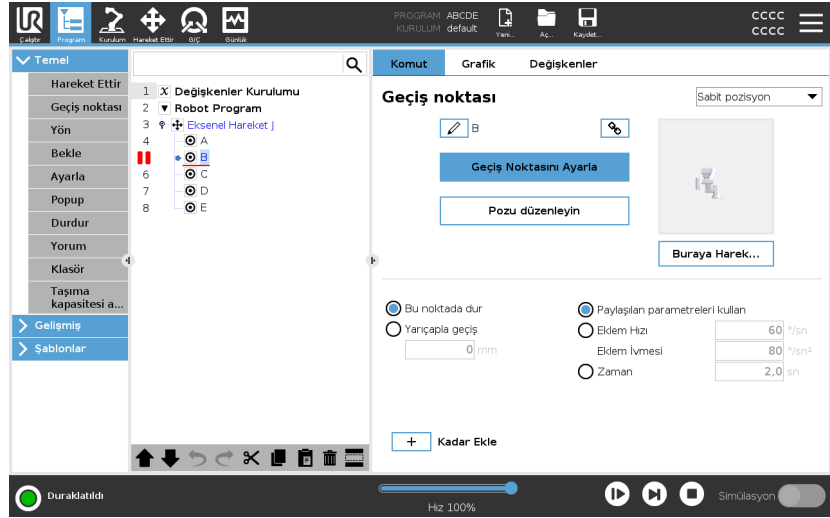 UR
PROGRAM ABCDE
KURULUM default
cccc
cccc
Çalıştır
Program
Kurulum
Hareket Ettir
G/Ç
Günlük
Yeni...
Aç...
Kaydet...
Temel
Hareket Ettir
Geçiş noktası
Yön
Bekle
Ayarla
Popup
Durdur
Yorum
Klasör
Taşıma
kapasitesi a...
Gelişmiş
Şablonlar
1 X Değişkenler Kurulumu
2 Robot Program
3 Eksenel Hareket J
4 A
B
6 C
7 D
8 E
Komut
Grafik
Değişkenler
Geçiş noktası
Sabit pozisyon
B
Geçiş Noktasını Ayarla
Pozu düzenleyin
Buraya Harek...
Bu noktada dur
Yarıçapla geçiş
0 mm
Paylaşılan parametreleri kullan
Eklem Hızı 60 °/sn
Eklem İvmesi 80 °/sn²
Zaman 2,0 sn
+ Kadar Ekle
Duraklatıldı
Hız 100%
Simülasyon